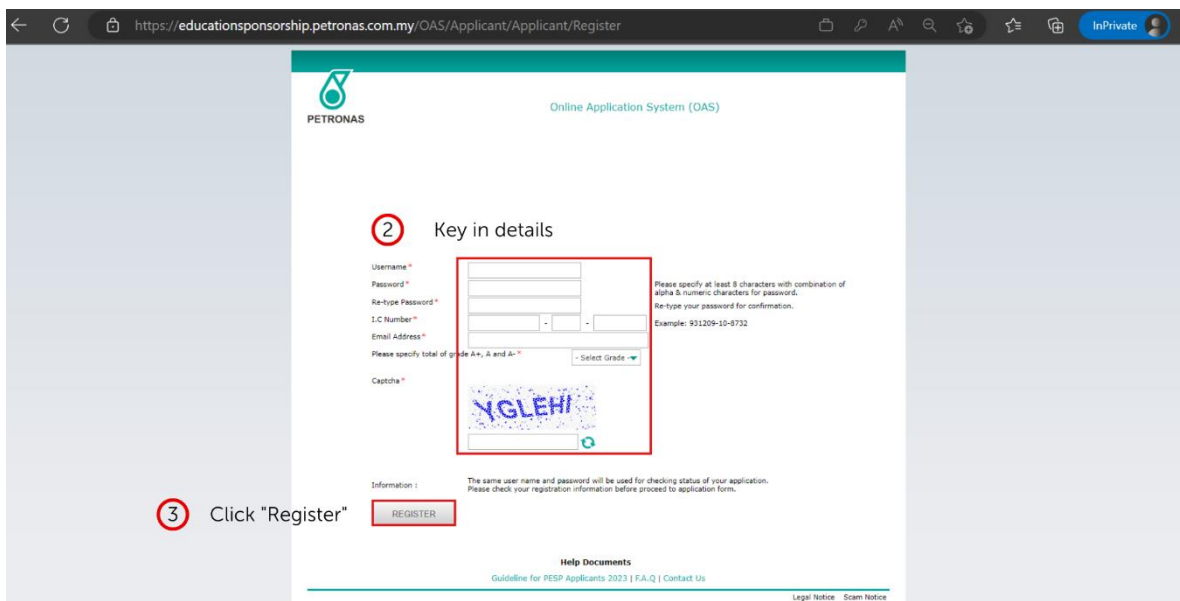 https://educationsponsorship.petronas.com.my/OAS/Applicant/Applicant/Register
InPrivate
PETRONAS
Online Application System (OAS)
2 Key in details
Username *
Password *
Please specify at least 8 characters with combination of
alpha & numeric characters for password.
Re-type Password *
Re-type your password for confirmation.
I.C Number * - -
Example: 931209-10-8732
Email Address *
Please specify total of grade A+, A and A- *
- Select Grade -
Captcha *
YGLEHI
Information :
The same user name and password will be used for checking status of your application.
Please check your registration information before proceed to application form.
3 Click "Register"
REGISTER
Help Documents
Guideline for PESP Applicants 2023 | F.A.Q | Contact Us
Legal Notice Scam Notice